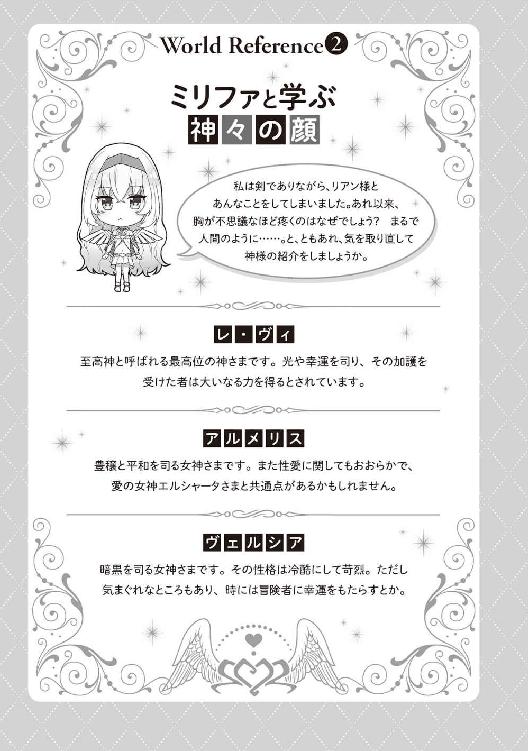 World Reference❷
ミリファと学ぶ
神々の顔
私は剣でありながら、リアン様と
あんなことをしてしまいました。あれ以来、
胸が不思議なほど疼くのはなぜでしょう？　まるで
人間のように……。と、ともあれ、気を取り直して
神様の紹介をしましょうか。
レ・ヴィ
至高神と呼ばれる最高位の神さまです。光や幸運を司り、その加護を
受けた者は大いなる力を得るとされています。
アルメリス
豊穣と平和を司る女神さまです。また性愛に関してもおおらかで、
愛の女神エルシャータさまと共通点があるかもしれません。
ヴェルシア
暗黒を司る女神さまです。その性格は冷酷にして苛烈。ただし
気まぐれなところもあり、時には冒険者に幸運をもたらすとか。